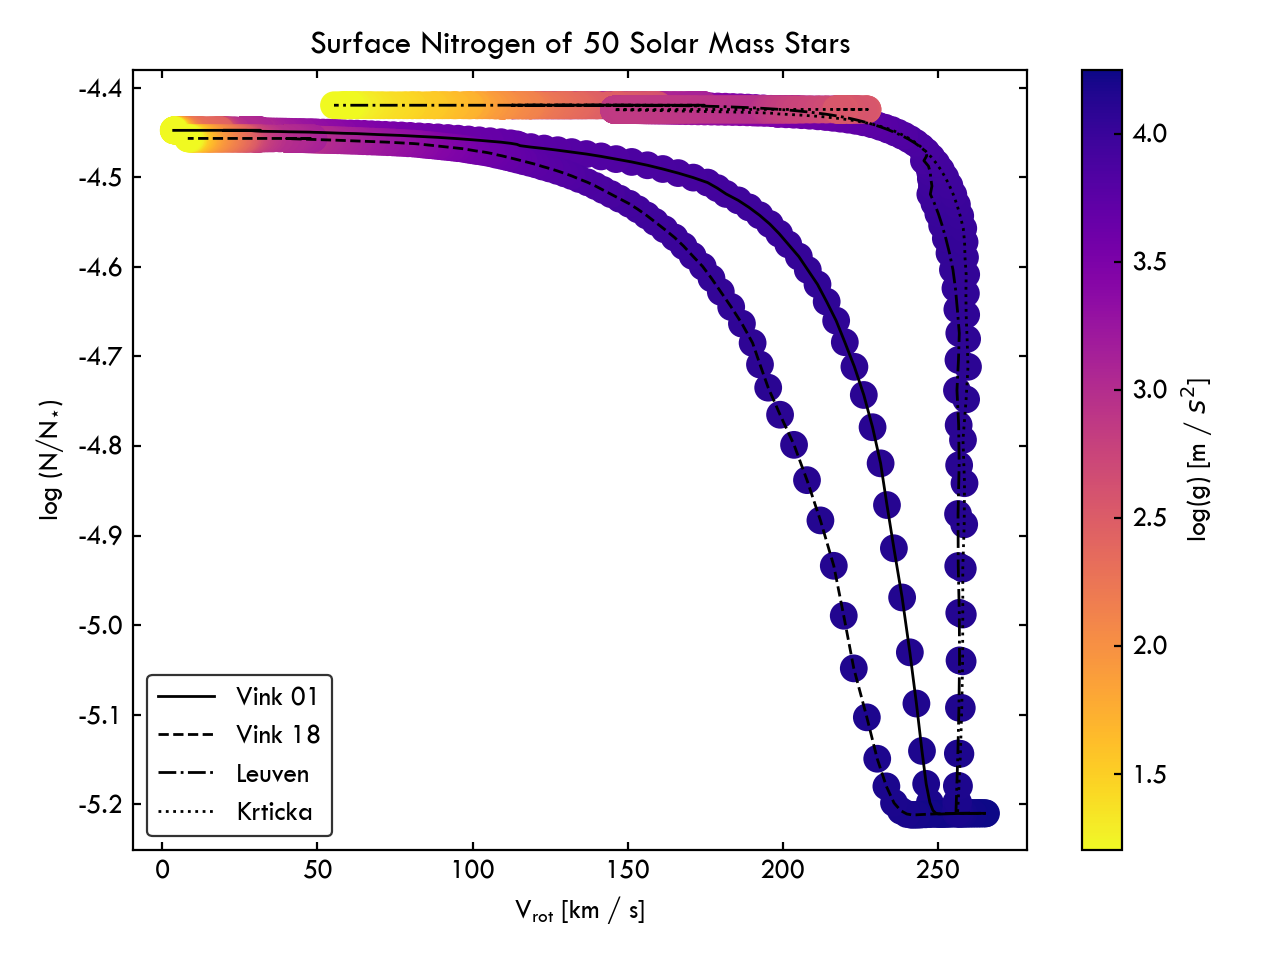 Surface Nitrogen of 50 Solar Mass Stars
-4.4
-4.5
-4.6
-4.7
-4.8
-4.9
-5.0
-5.1
-5.2
log (N/N⋆)
Vink 01
Vink 18
Leuven
Krticka
0 50 100 150 200 250
V_rot [km / s]
4.0
3.5
3.0
2.5
2.0
1.5
log(g) [m / s²]